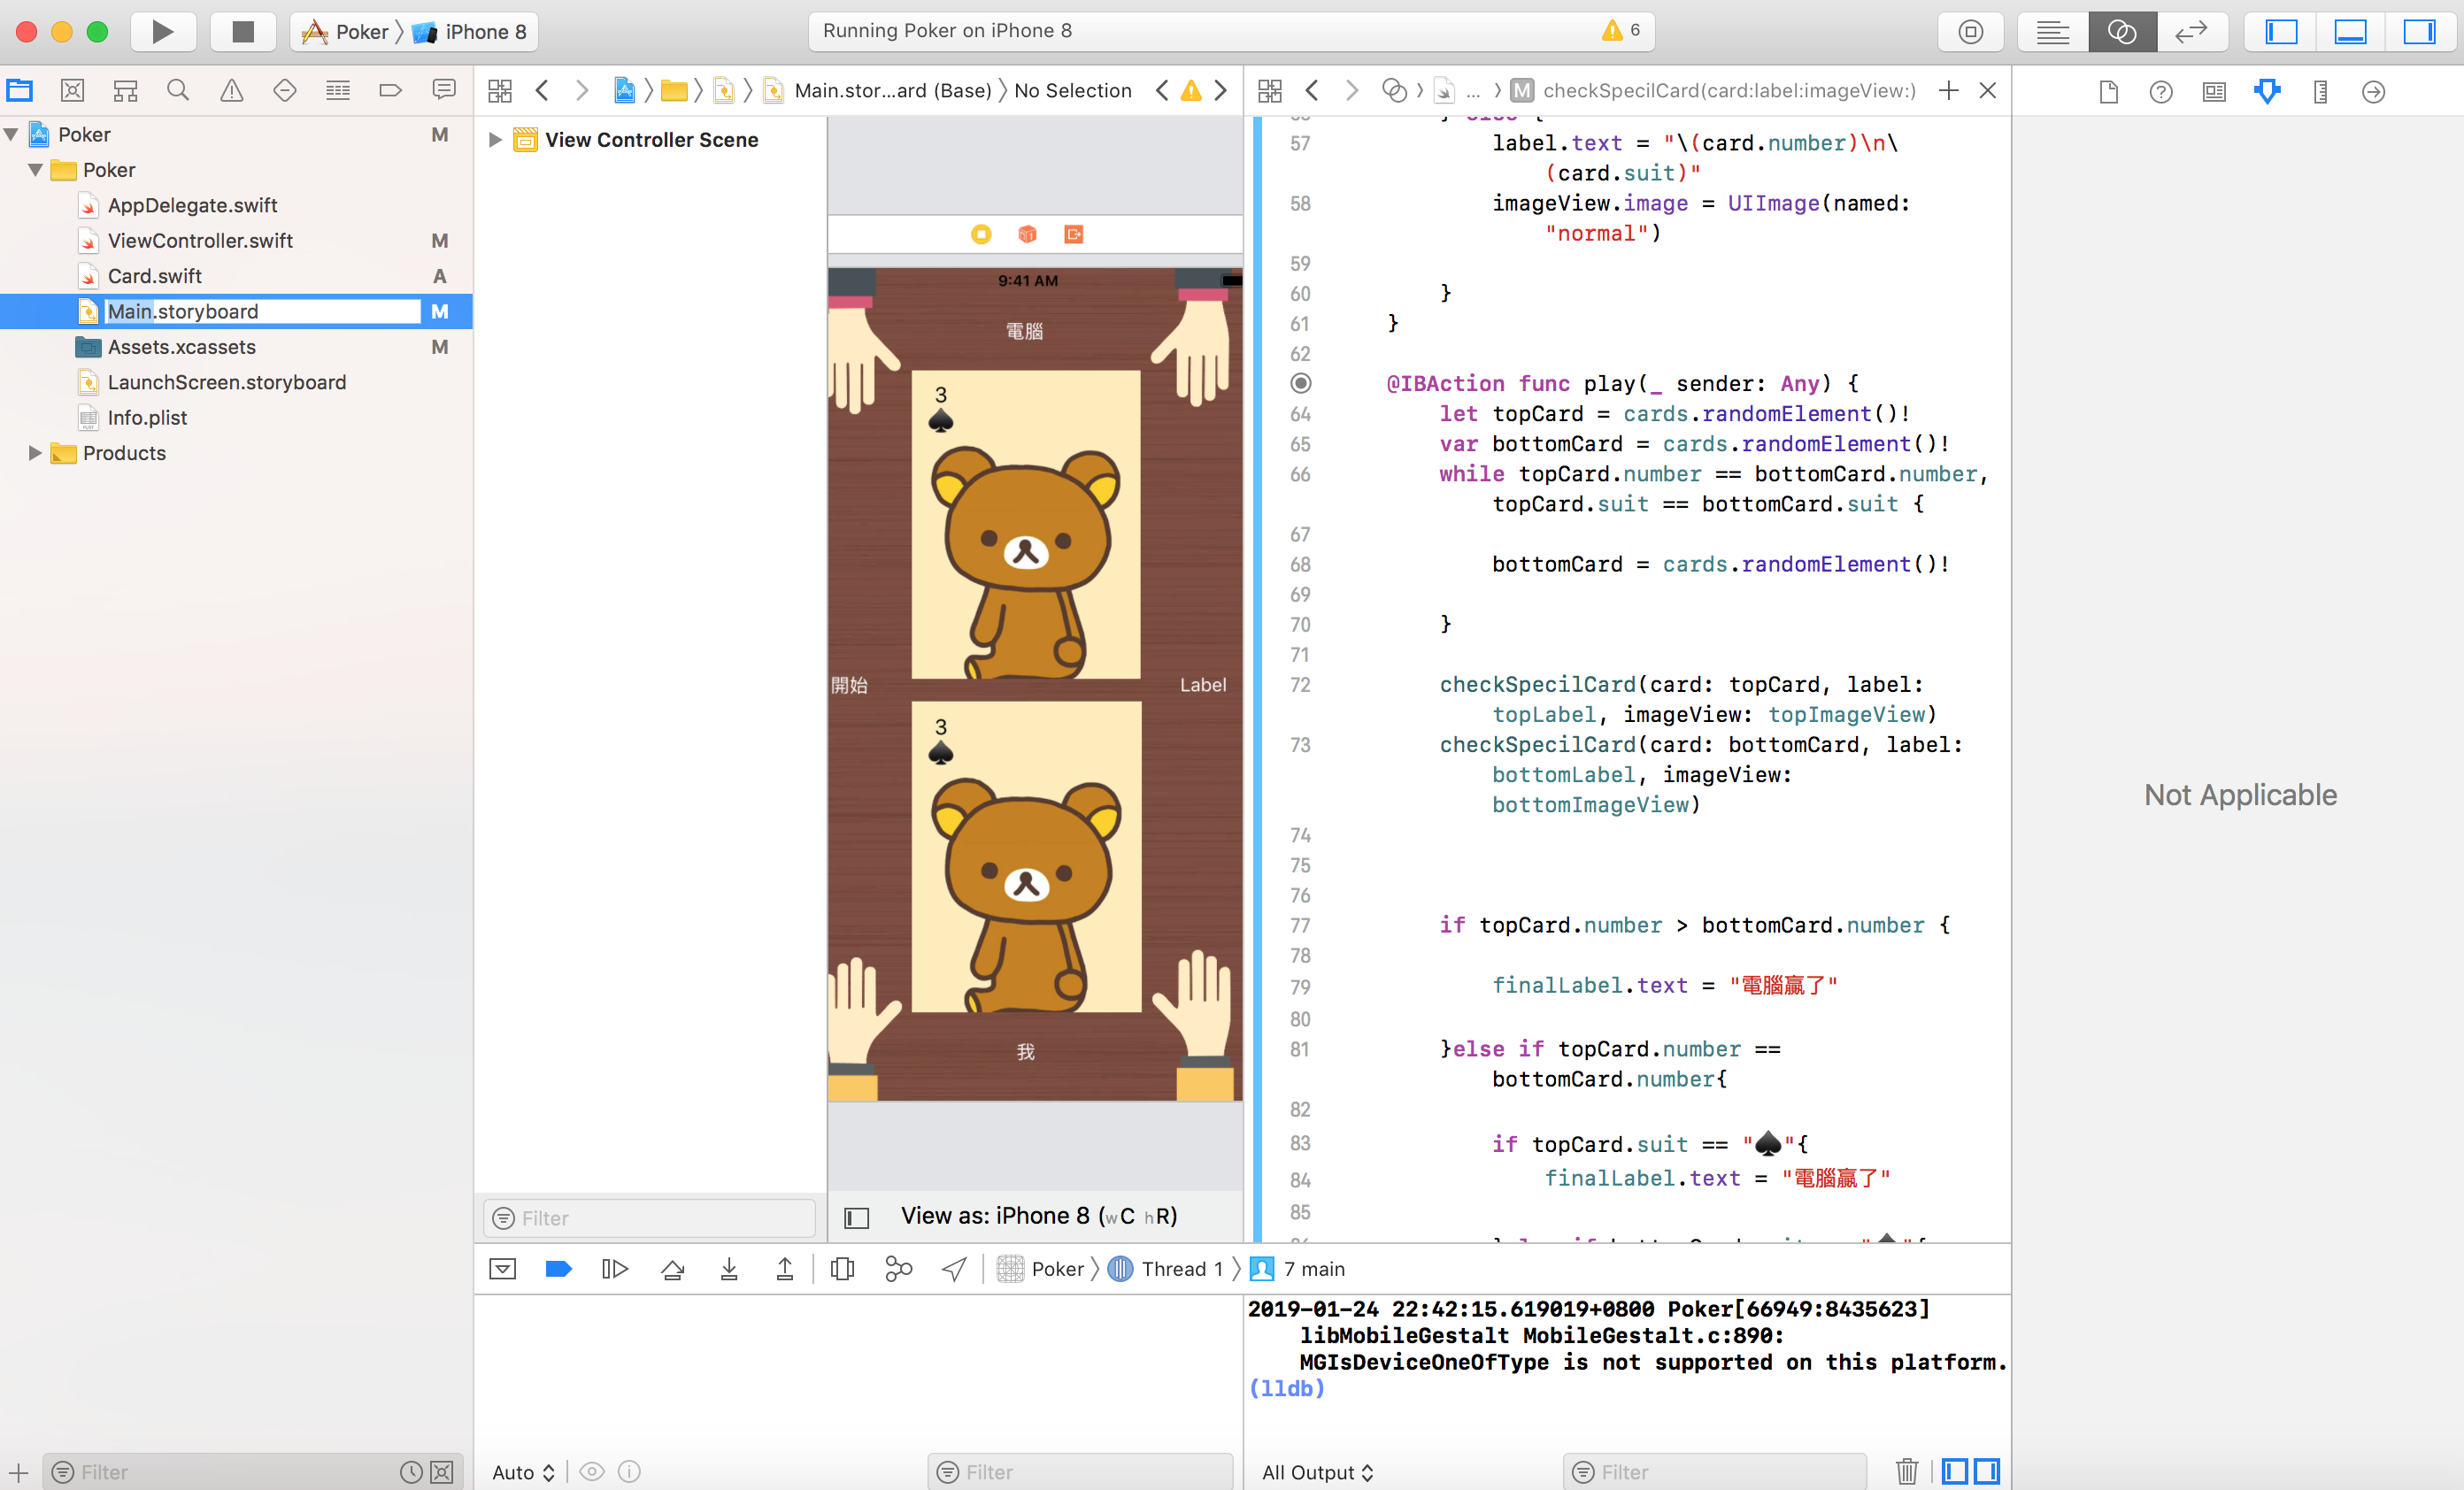 Poker
iPhone 8
Running Poker on iPhone 8
6
Main.stor...ard (Base)
No Selection
...
M
checkSpecilCard(card:label:imageView:)
Poker
M
Poker
AppDelegate.swift
ViewController.swift
M
Card.swift
A
Main.storyboard
M
Assets.xcassets
M
LaunchScreen.storyboard
Info.plist
Products
View Controller Scene
9:41 AM
電腦
3
♠
開始
Label
3
♠
我
57 label.text = "\(card.number)\n\
(card.suit)"
58 imageView.image = UIImage(named:
"normal")
59
60 }
61 }
62
@IBAction func play(_ sender: Any) {
64 let topCard = cards.randomElement()!
65 var bottomCard = cards.randomElement()!
66 while topCard.number == bottomCard.number,
topCard.suit == bottomCard.suit {
67
68 bottomCard = cards.randomElement()!
69
70 }
71
72 checkSpecilCard(card: topCard, label:
topLabel, imageView: topImageView)
73 checkSpecilCard(card: bottomCard, label:
bottomLabel, imageView:
bottomImageView)
74
75
76
77 if topCard.number > bottomCard.number {
78
79 finalLabel.text = "電腦贏了"
80
81 }else if topCard.number ==
bottomCard.number{
82
83 if topCard.suit == "♠"{
84 finalLabel.text = "電腦贏了"
85
Not Applicable
Filter
View as: iPhone 8 (wC hR)
Poker
Thread 1
7 main
2019-01-24 22:42:15.619019+0800 Poker[66949:8435623]
libMobileGestalt MobileGestalt.c:890:
MGIsDeviceOneOfType is not supported on this platform.
(lldb)
Filter
Auto
Filter
All Output
Filter